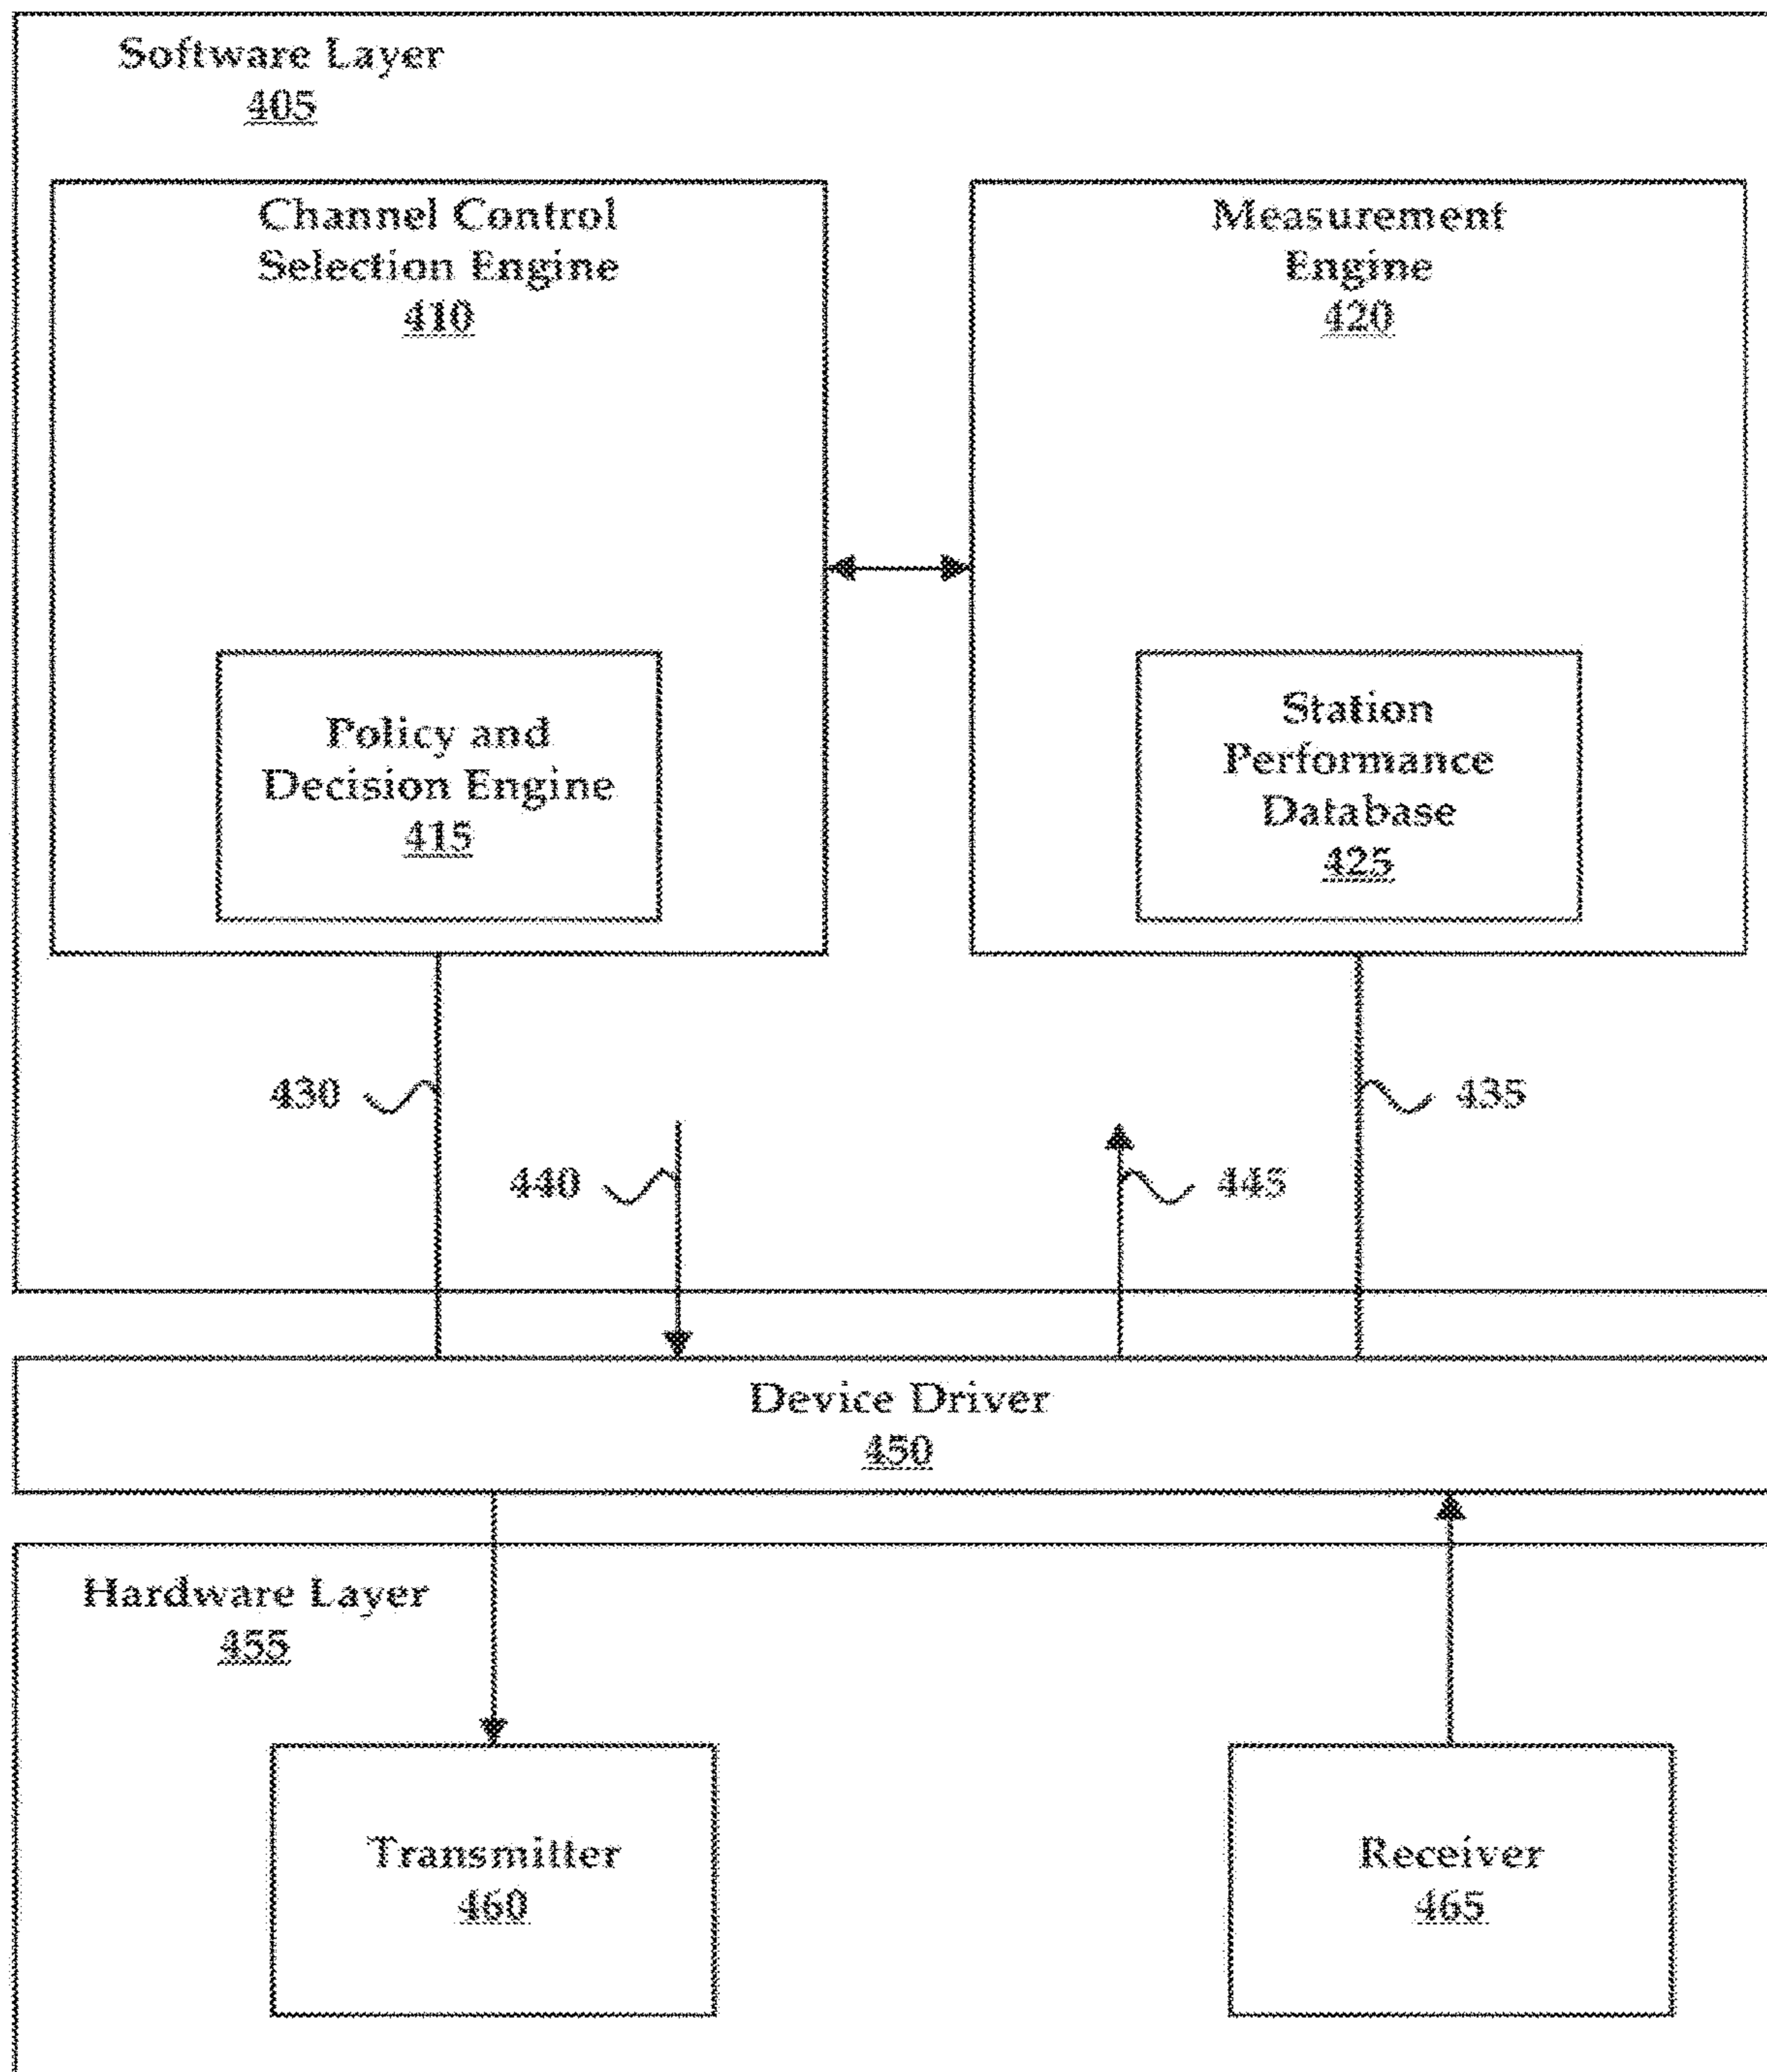 Software Layer
405
Channel Control
Selection Engine
410
Measurement
Engine
420
Policy and
Decision Engine
415
Station
Performance
Database
425
430
435
440
445
Device Driver
450
Hardware Layer
455
Transmitter
460
Receiver
465